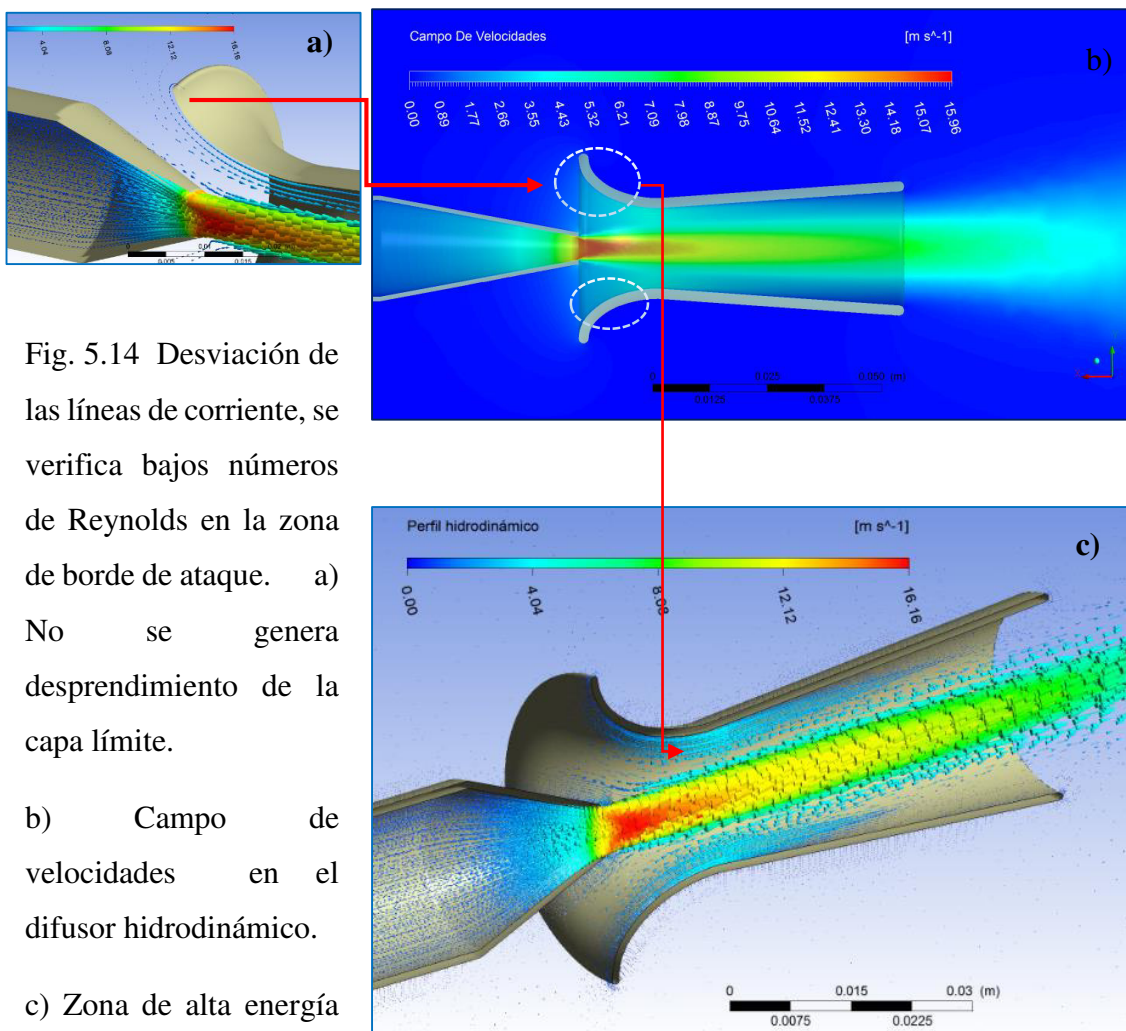 a)
4.04
8.08
12.12
16.16
0
0.01
0.005
0.015
Campo De Velocidades
[m s^-1]
b)
0.00
0.89
1.77
2.66
3.55
4.43
5.32
6.21
7.09
7.98
8.87
9.75
10.64
11.52
12.41
13.30
14.18
15.07
15.96
0
0.025
0.050 (m)
0.0125
0.0375
Fig. 5.14 Desviación de
las líneas de corriente, se
verifica bajos números
de Reynolds en la zona
de borde de ataque. a)
No se genera
desprendimiento de la
capa límite.
b) Campo de
velocidades en el
difusor hidrodinámico.
c) Zona de alta energía
Perfil hidrodinámico
[m s^-1]
c)
0.00
4.04
8.08
12.12
16.16
0
0.015
0.03 (m)
0.0075
0.0225